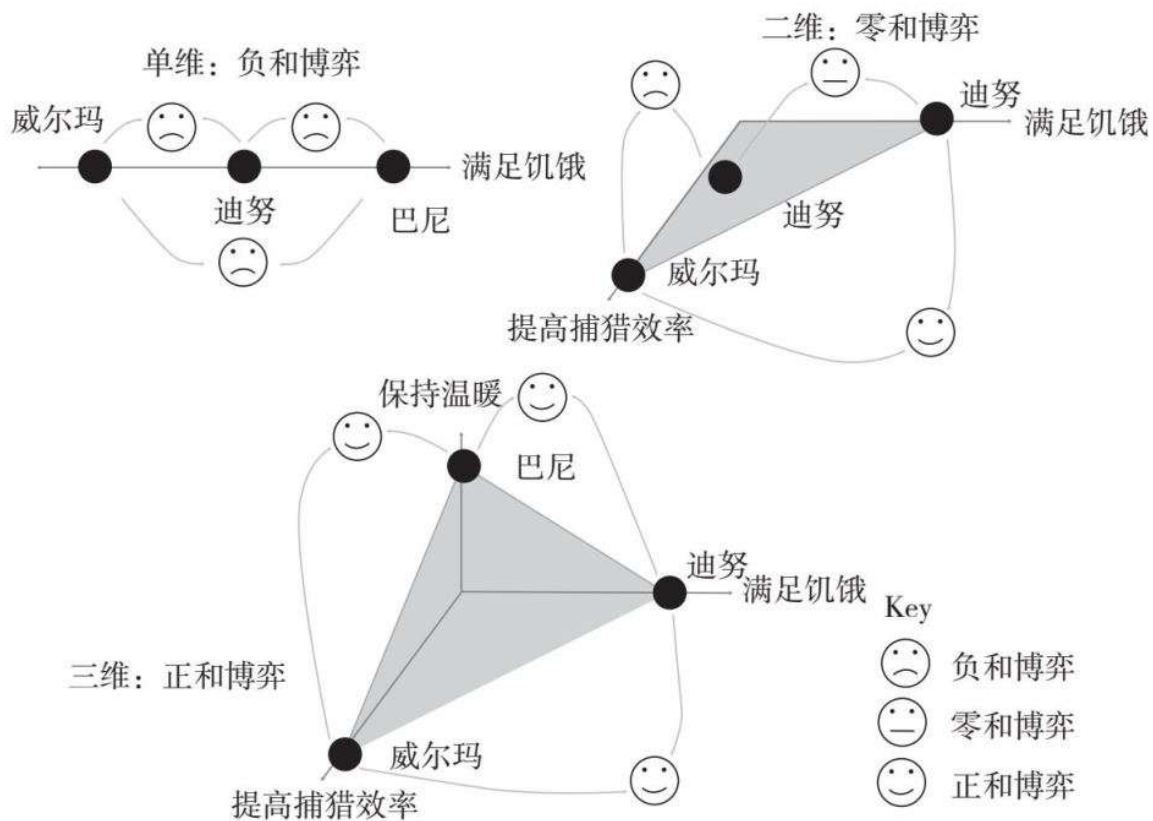 单维：负和博弈
威尔玛
满足饥饿
迪努
巴尼
二维：零和博弈
迪努
满足饥饿
迪努
威尔玛
提高捕猎效率
保持温暖
巴尼
迪努
满足饥饿
三维：正和博弈
威尔玛
提高捕猎效率
Key
负和博弈
零和博弈
正和博弈